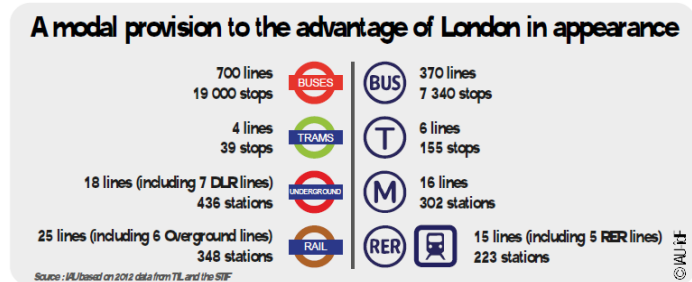 A modal provision to the advantage of London in appearance
700 lines
19 000 stops
BUSES
BUS
370 lines
7 340 stops
4 lines
39 stops
TRAMS
T
6 lines
155 stops
18 lines (including 7 DLR lines)
436 stations
UNDERGROUND
M
16 lines
302 stations
25 lines (including 6 Overground lines)
348 stations
RAIL
RER
15 lines (including 5 RER lines)
223 stations
Source : IAU based on 2012 data from TfL and the STIF
© IAU îdF